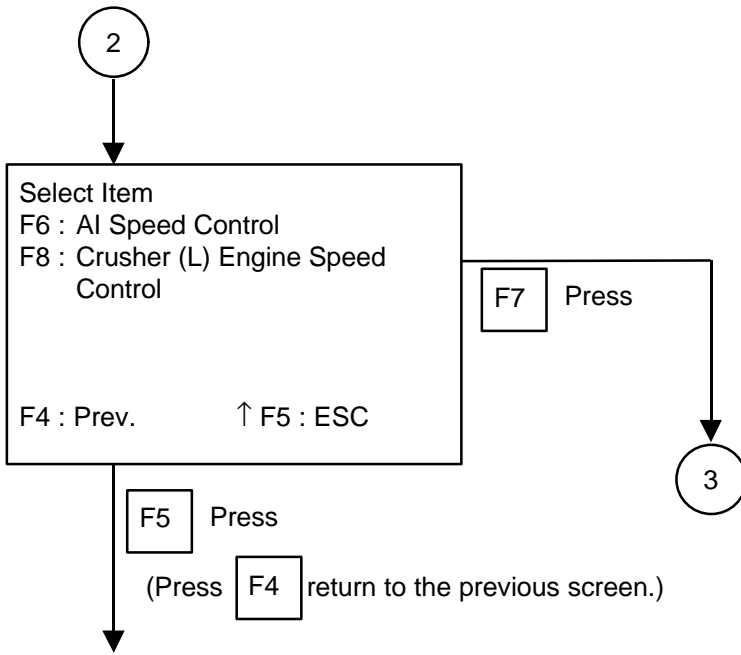 2
Select Item
F6 : AI Speed Control
F8 : Crusher (L) Engine Speed
Control
F7 Press
F4 : Prev. ↑ F5 : ESC
3
F5 Press
(Press F4 return to the previous screen.)